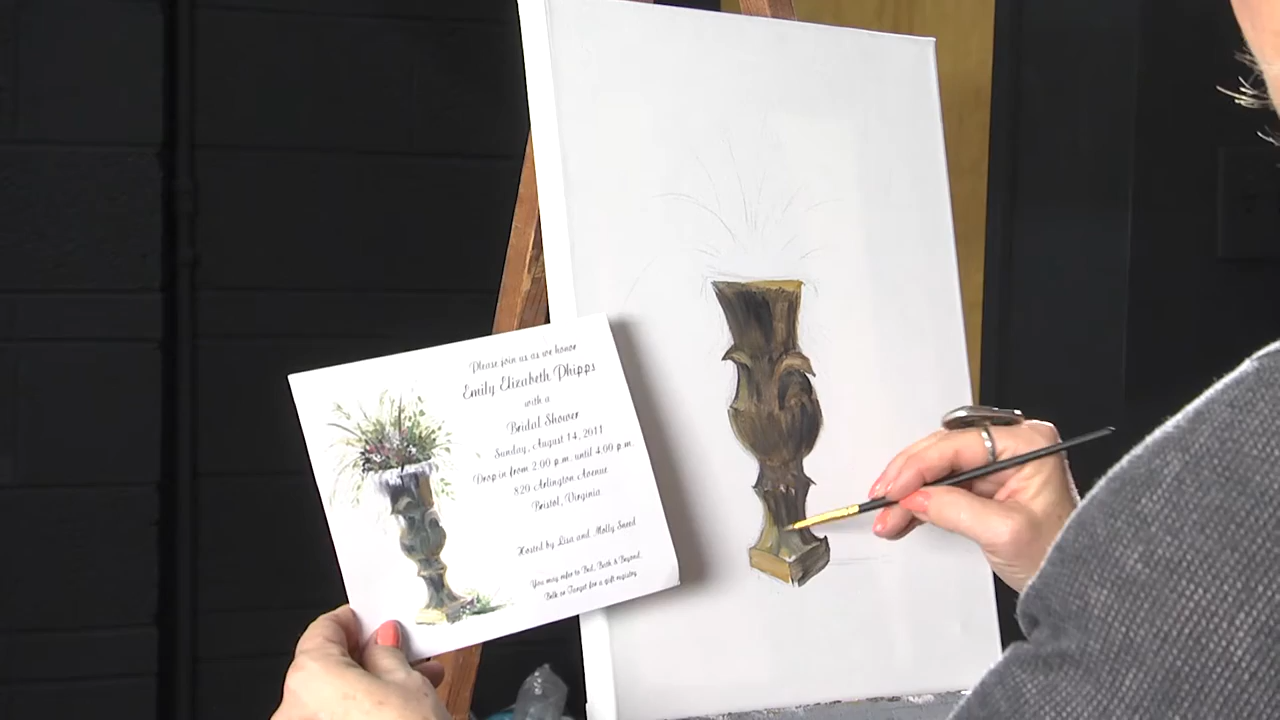 Please join us as we honor
Emily Elizabeth Phipps
with a
Bridal Shower
Sunday, August 14, 2011
Drop in from 2:00 p.m. until 4:00 p.m.
820 Arlington Avenue
Bristol, Virginia
Hosted by Lisa and Molly Sneed
You may refer to Bed, Bath & Beyond,
Belk or Target for a gift registry.